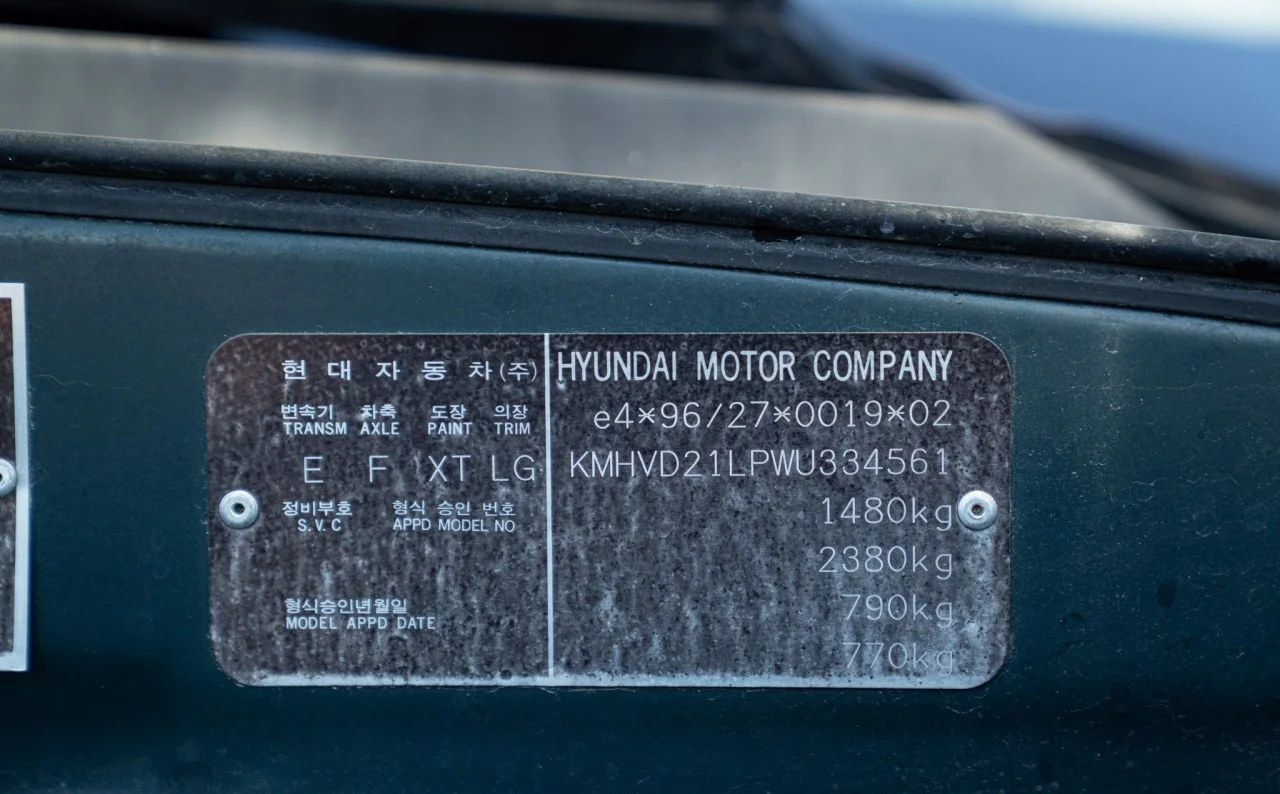 현대자동차(주) HYUNDAI MOTOR COMPANY
변속기 차축 도장 의장 e4*96/27*0019*02
TRANSM AXLE PAINT TRIM
E F XT LG KMHVD21LPWU334561
정비부호 형식 승인 번호 1480kg
S.V.C APPD MODEL NO
2380kg
형식승인년월일 790kg
MODEL APPD DATE
770kg